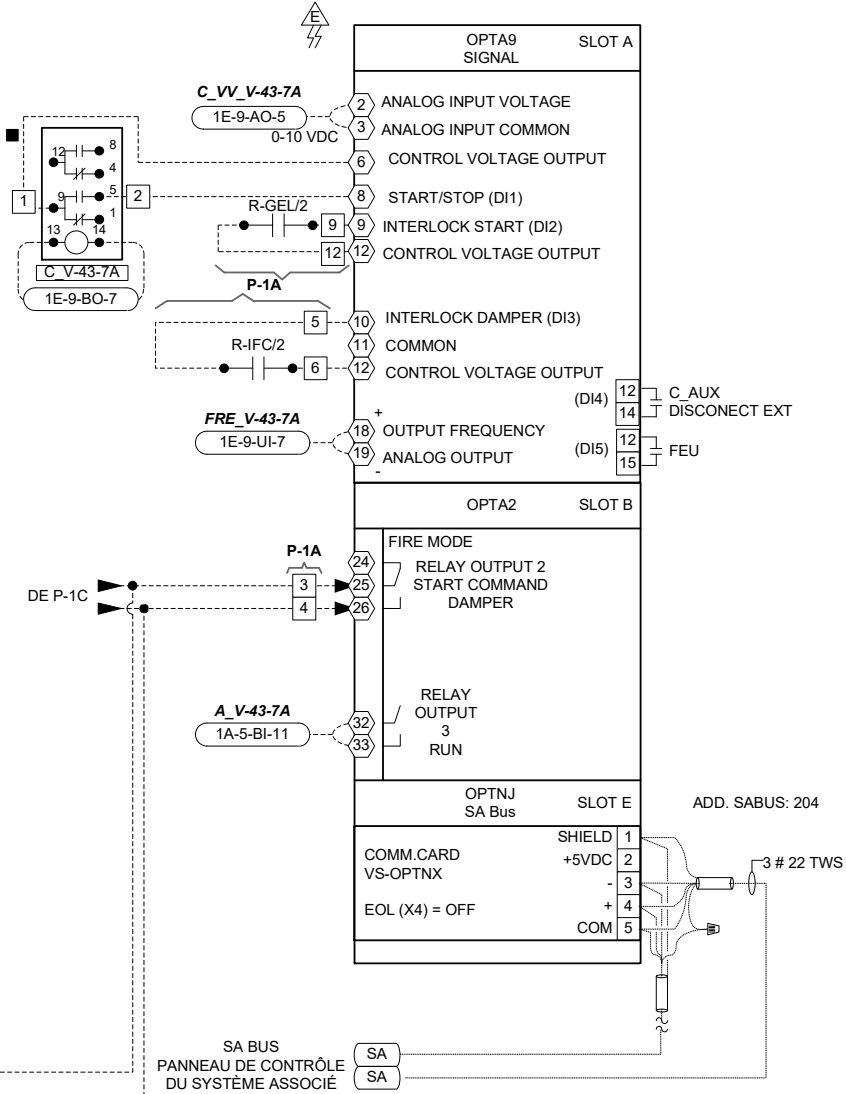 E
OPTA9
SIGNAL
SLOT A
C_VV_V-43-7A
1E-9-AO-5
0-10 VDC
2 ANALOG INPUT VOLTAGE
3 ANALOG INPUT COMMON
6 CONTROL VOLTAGE OUTPUT
12
8
4
9
5
1
13
14
1
2
C_V-43-7A
1E-9-BO-7
8 START/STOP (DI1)
R-GEL/2
9
9 INTERLOCK START (DI2)
12
12 CONTROL VOLTAGE OUTPUT
P-1A
5
10 INTERLOCK DAMPER (DI3)
R-IFC/2
11 COMMON
6
12 CONTROL VOLTAGE OUTPUT
(DI4)
12
14
C_AUX
DISCONECT EXT
FRE_V-43-7A
1E-9-UI-7
+
18 OUTPUT FREQUENCY
19 ANALOG OUTPUT
-
(DI5)
12
15
FEU
OPTA2
SLOT B
FIRE MODE
P-1A
DE P-1C
3
4
24
25
26
RELAY OUTPUT 2
START COMMAND
DAMPER
A_V-43-7A
1A-5-BI-11
32
33
RELAY
OUTPUT
3
RUN
OPTNJ
SA Bus
SLOT E
ADD. SABUS: 204
COMM.CARD
VS-OPTNX
EOL (X4) = OFF
SHIELD 1
+5VDC 2
- 3
+ 4
COM 5
3 # 22 TWS
SA BUS
PANNEAU DE CONTRÔLE
DU SYSTÈME ASSOCIÉ
SA
SA